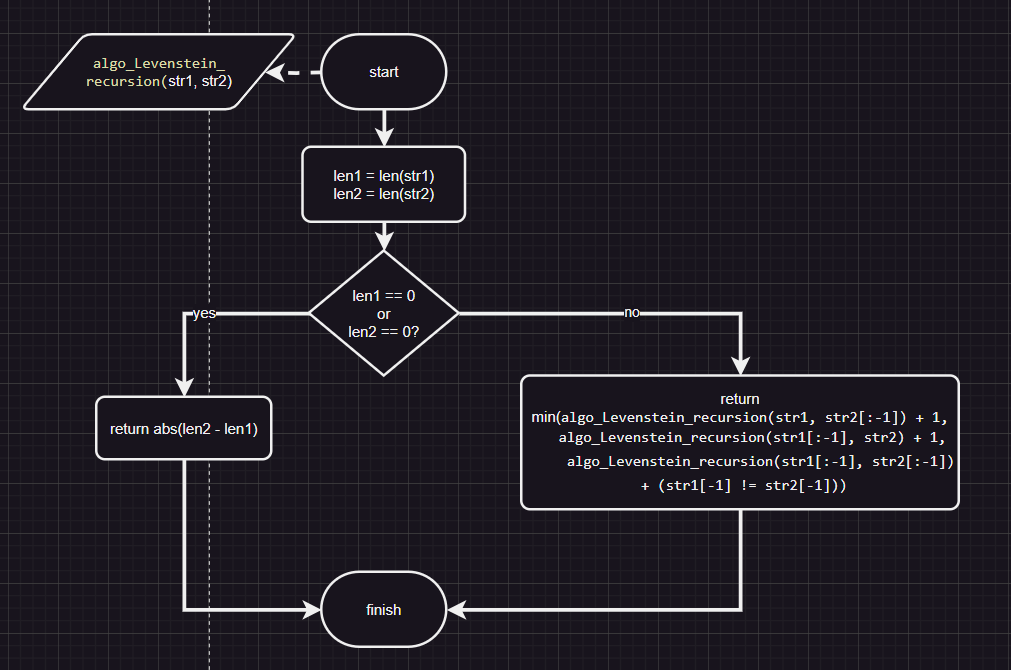 algo_Levenstein_
recursion(str1, str2)
start
len1 = len(str1)
len2 = len(str2)
len1 == 0
or
len2 == 0?
yes
no
return abs(len2 - len1)
return
min(algo_Levenstein_recursion(str1, str2[:-1]) + 1,
algo_Levenstein_recursion(str1[:-1], str2) + 1,
algo_Levenstein_recursion(str1[:-1], str2[:-1])
+ (str1[-1] != str2[-1]))
finish